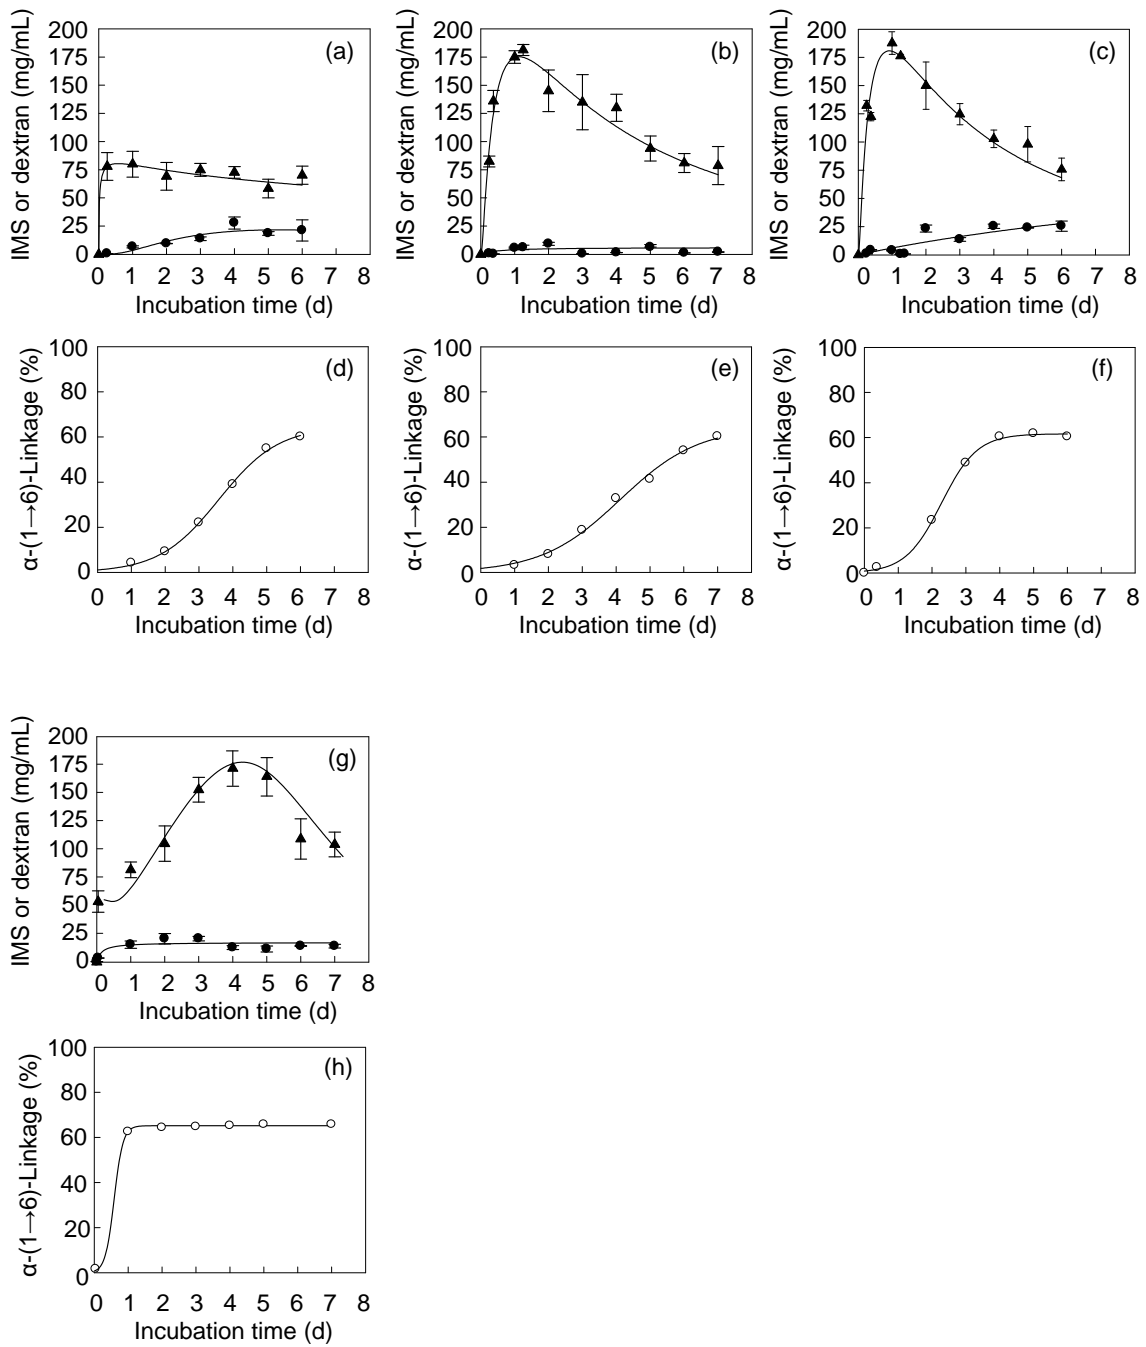 IMS or dextran (mg/mL)
200
175
150
125
100
75
50
25
0
(a)
0 1 2 3 4 5 6 7 8
Incubation time (d)
IMS or dextran (mg/mL)
200
175
150
125
100
75
50
25
0
(b)
0 1 2 3 4 5 6 7 8
Incubation time (d)
IMS or dextran (mg/mL)
200
175
150
125
100
75
50
25
0
(c)
0 2 3 4 5 6 7 8
Incubation time (d)
α-(1→6)-Linkage (%)
100
80
60
40
20
0
(d)
0 1 2 3 4 5 6 7 8
Incubation time (d)
α-(1→6)-Linkage (%)
100
80
60
40
20
0
(e)
0 1 2 3 4 5 6 7 8
Incubation time (d)
α-(1→6)-Linkage (%)
100
80
60
40
20
0
(f)
0 1 2 3 4 5 6 7 8
Incubation time (d)
IMS or dextran (mg/mL)
200
175
150
125
100
75
50
25
0
(g)
0 1 2 3 4 5 6 7 8
Incubation time (d)
α-(1→6)-Linkage (%)
100
80
60
40
20
0
(h)
0 1 2 3 4 5 6 7 8
Incubation time (d)